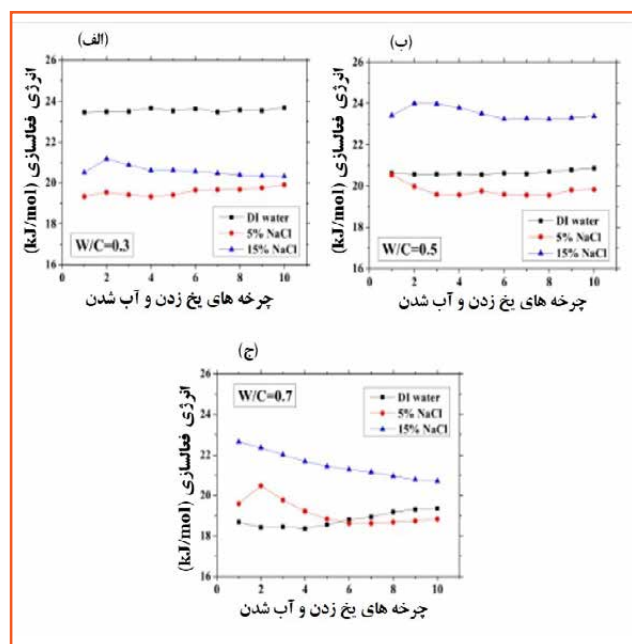 (الف)
انرژی فعالسازی (kJ/mol)
26
24
22
20
18
16
DI water
5% NaCl
15% NaCl
W/C=0.3
0 2 4 6 8 10
چرخه های یخ زدن و آب شدن
(ب)
انرژی فعالسازی (kJ/mol)
26
24
22
20
18
16
DI water
5% NaCl
15% NaCl
W/C=0.5
0 2 4 6 8 10
چرخه های یخ زدن و آب شدن
(ج)
انرژی فعالسازی (kJ/mol)
26
24
22
20
18
16
W/C=0.7
DI water
5% NaCl
15% NaCl
0 2 4 6 8 10
چرخه های یخ زدن و آب شدن